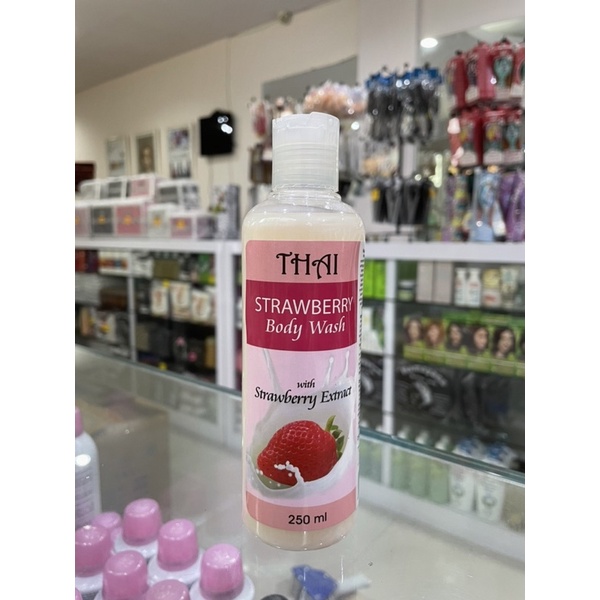 THAI
STRAWBERRY
Body Wash
with
Strawberry Extract
250 ml